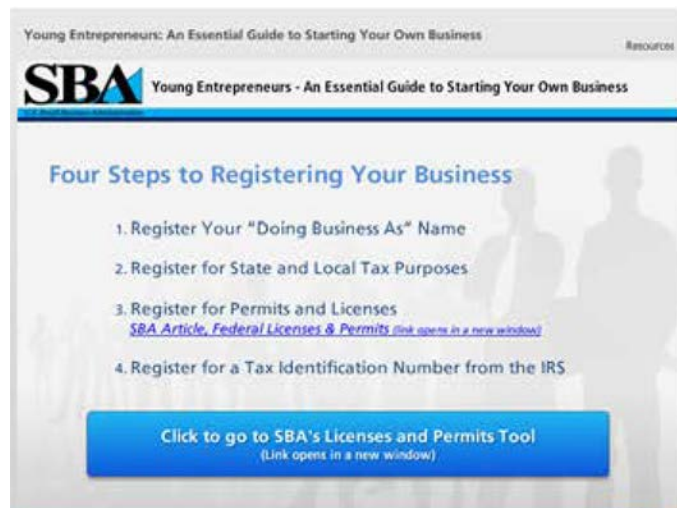 Young Entrepreneurs: An Essential Guide to Starting Your Own Business
Resources
SBA
Young Entrepreneurs - An Essential Guide to Starting Your Own Business
Four Steps to Registering Your Business
1. Register Your "Doing Business As" Name
2. Register for State and Local Tax Purposes
3. Register for Permits and Licenses
SBA Article, Federal Licenses & Permits (link opens in a new window)
4. Register for a Tax Identification Number from the IRS
Click to go to SBA's Licenses and Permits Tool
(Link opens in a new window)